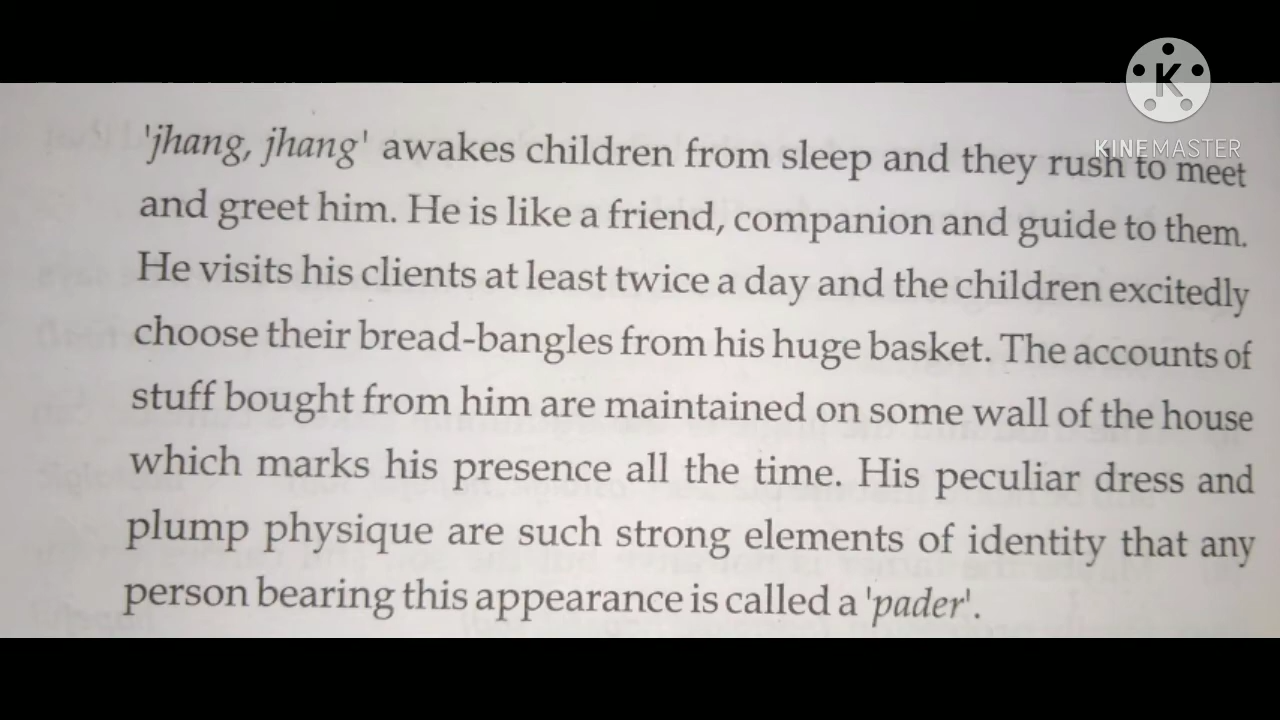 K
KINEMASTER
'jhang, jhang' awakes children from sleep and they rush to meet
and greet him. He is like a friend, companion and guide to them.
He visits his clients at least twice a day and the children excitedly
choose their bread-bangles from his huge basket. The accounts of
stuff bought from him are maintained on some wall of the house
which marks his presence all the time. His peculiar dress and
plump physique are such strong elements of identity that any
person bearing this appearance is called a 'pader'.